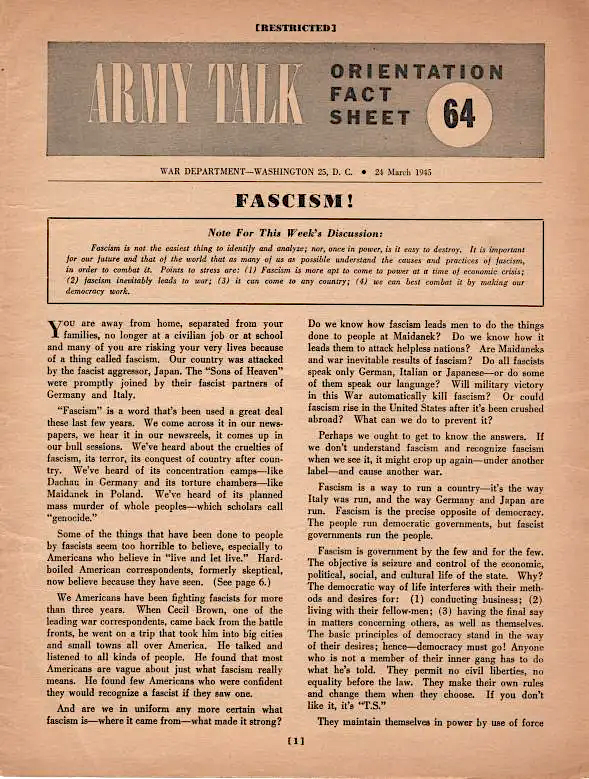 [RESTRICTED]
ARMY TALK
ORIENTATION
FACT
SHEET
64
WAR DEPARTMENT—WASHINGTON 25, D. C. • 24 March 1945
FASCISM!
Note For This Week's Discussion:
Fascism is not the easiest thing to identify and analyze; nor, once in power, is it easy to destroy. It is important
for our future and that of the world that as many of us as possible understand the causes and practices of fascism,
in order to combat it. Points to stress are: (1) Fascism is more apt to come to power at a time of economic crisis;
(2) fascism inevitably leads to war; (3) it can come to any country; (4) we can best combat it by making our
democracy work.
You are away from home, separated from your
families, no longer at a civilian job or at school
and many of you are risking your very lives because
of a thing called fascism. Our country was attacked
by the fascist aggressor, Japan. The "Sons of Heaven"
were promptly joined by their fascist partners of
Germany and Italy.
"Fascism" is a word that's been used a great deal
these last few years. We come across it in our news-
papers, we hear it in our newsreels, it comes up in
our bull sessions. We've heard about the cruelties of
fascism, its terror, its conquest of country after coun-
try. We've heard of its concentration camps—like
Dachau in Germany and its torture chambers—like
Maidanek in Poland. We've heard of its planned
mass murder of whole peoples—which scholars call
"genocide."
Some of the things that have been done to people
by fascists seem too horrible to believe, especially to
Americans who believe in "live and let live." Hard-
boiled American correspondents, formerly skeptical,
now believe because they have seen. (See page 6.)
We Americans have been fighting fascists for more
than three years. When Cecil Brown, one of the
leading war correspondents, came back from the battle
fronts, he went on a trip that took him into big cities
and small towns all over America. He talked and
listened to all kinds of people. He found that most
Americans are vague about just what fascism really
means. He found few Americans who were confident
they would recognize a fascist if they saw one.
And are we in uniform any more certain what
fascism is—where it came from—what made it strong?
Do we know how fascism leads men to do the things
done to people at Maidanek? Do we know how it
leads them to attack helpless nations? Are Maidaneks
and war inevitable results of fascism? Do all fascists
speak only German, Italian or Japanese—or do some
of them speak our language? Will military victory
in this War automatically kill fascism? Or could
fascism rise in the United States after it's been crushed
abroad? What can we do to prevent it?
Perhaps we ought to get to know the answers. If
we don't understand fascism and recognize fascism
when we see it, it might crop up again—under another
label—and cause another war.
Fascism is a way to run a country—it's the way
Italy was run, and the way Germany and Japan are
run. Fascism is the precise opposite of democracy.
The people run democratic governments, but fascist
governments run the people.
Fascism is government by the few and for the few.
The objective is seizure and control of the economic,
political, social, and cultural life of the state. Why?
The democratic way of life interferes with their meth-
ods and desires for: (1) conducting business; (2)
living with their fellow-men; (3) having the final say
in matters concerning others, as well as themselves.
The basic principles of democracy stand in the way
of their desires; hence—democracy must go! Anyone
who is not a member of their inner gang has to do
what he's told. They permit no civil liberties, no
equality before the law. They make their own rules
and change them when they choose. If you don't
like it, it's "T.S."
They maintain themselves in power by use of force
[1]